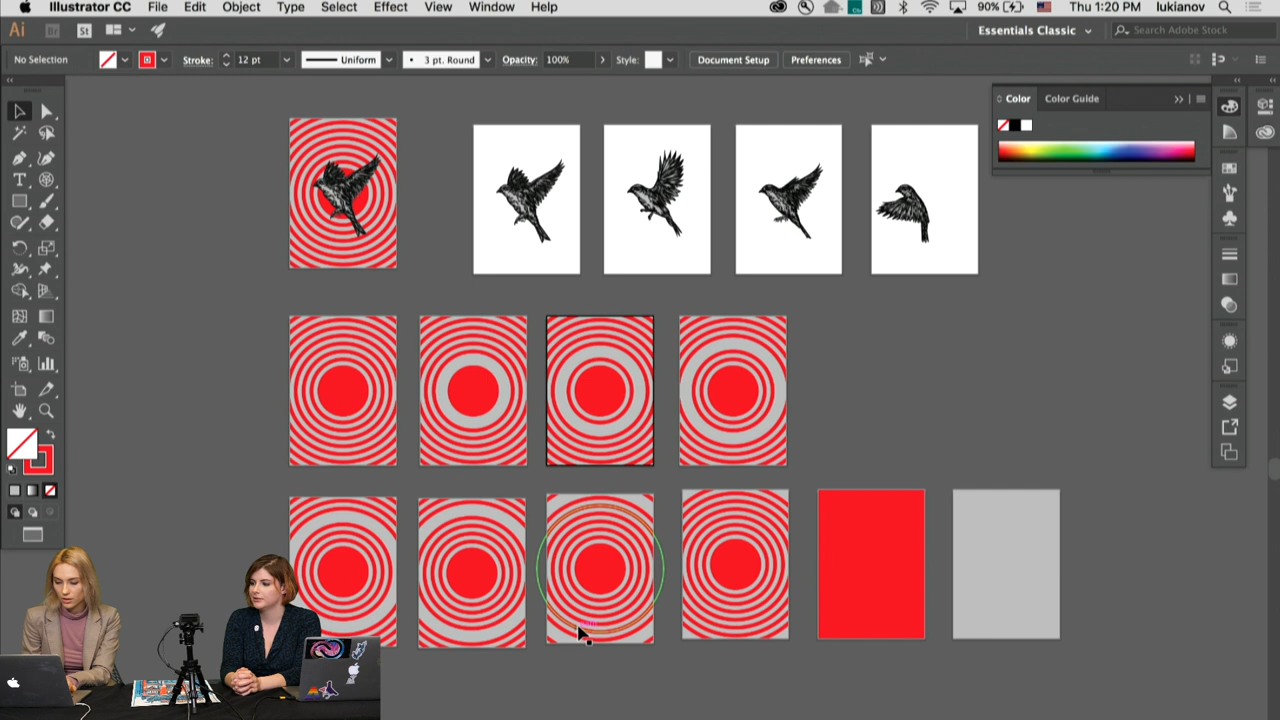 Illustrator CC File Edit Object Type Select Effect View Window Help 90% Thu 1:20 PM lukianov
Ai Br St Essentials Classic Search Adobe Stock
No Selection Stroke: 12 pt Uniform 3 pt. Round Opacity: 100% Style: Document Setup Preferences
Color Color Guide